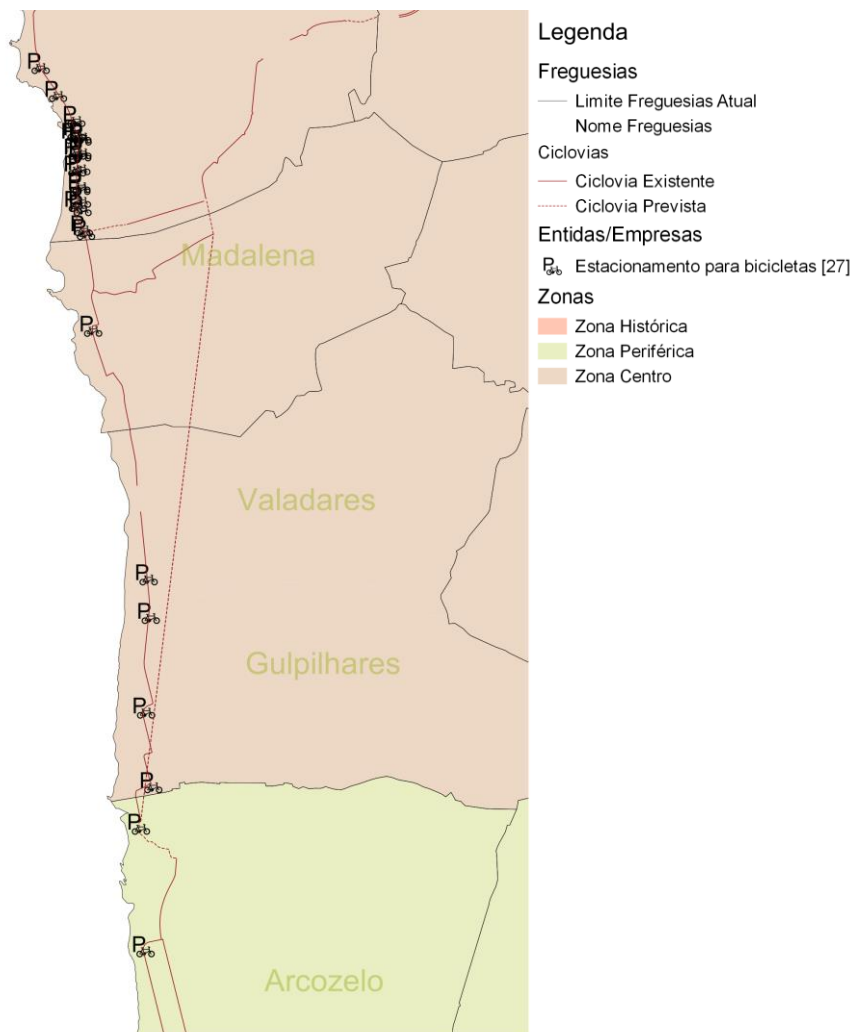 Legenda
Freguesias
Limite Freguesias Atual
Nome Freguesias
Ciclovias
Ciclovia Existente
Ciclovia Prevista
Entidas/Empresas
P Estacionamento para bicicletas [27]
Zonas
Zona Histórica
Zona Periférica
Zona Centro
P
P
P
P
P
P
P
P
P
P
Madalena
P
Valadares
P
P
Gulpilhares
P
P
P
P
Arcozelo